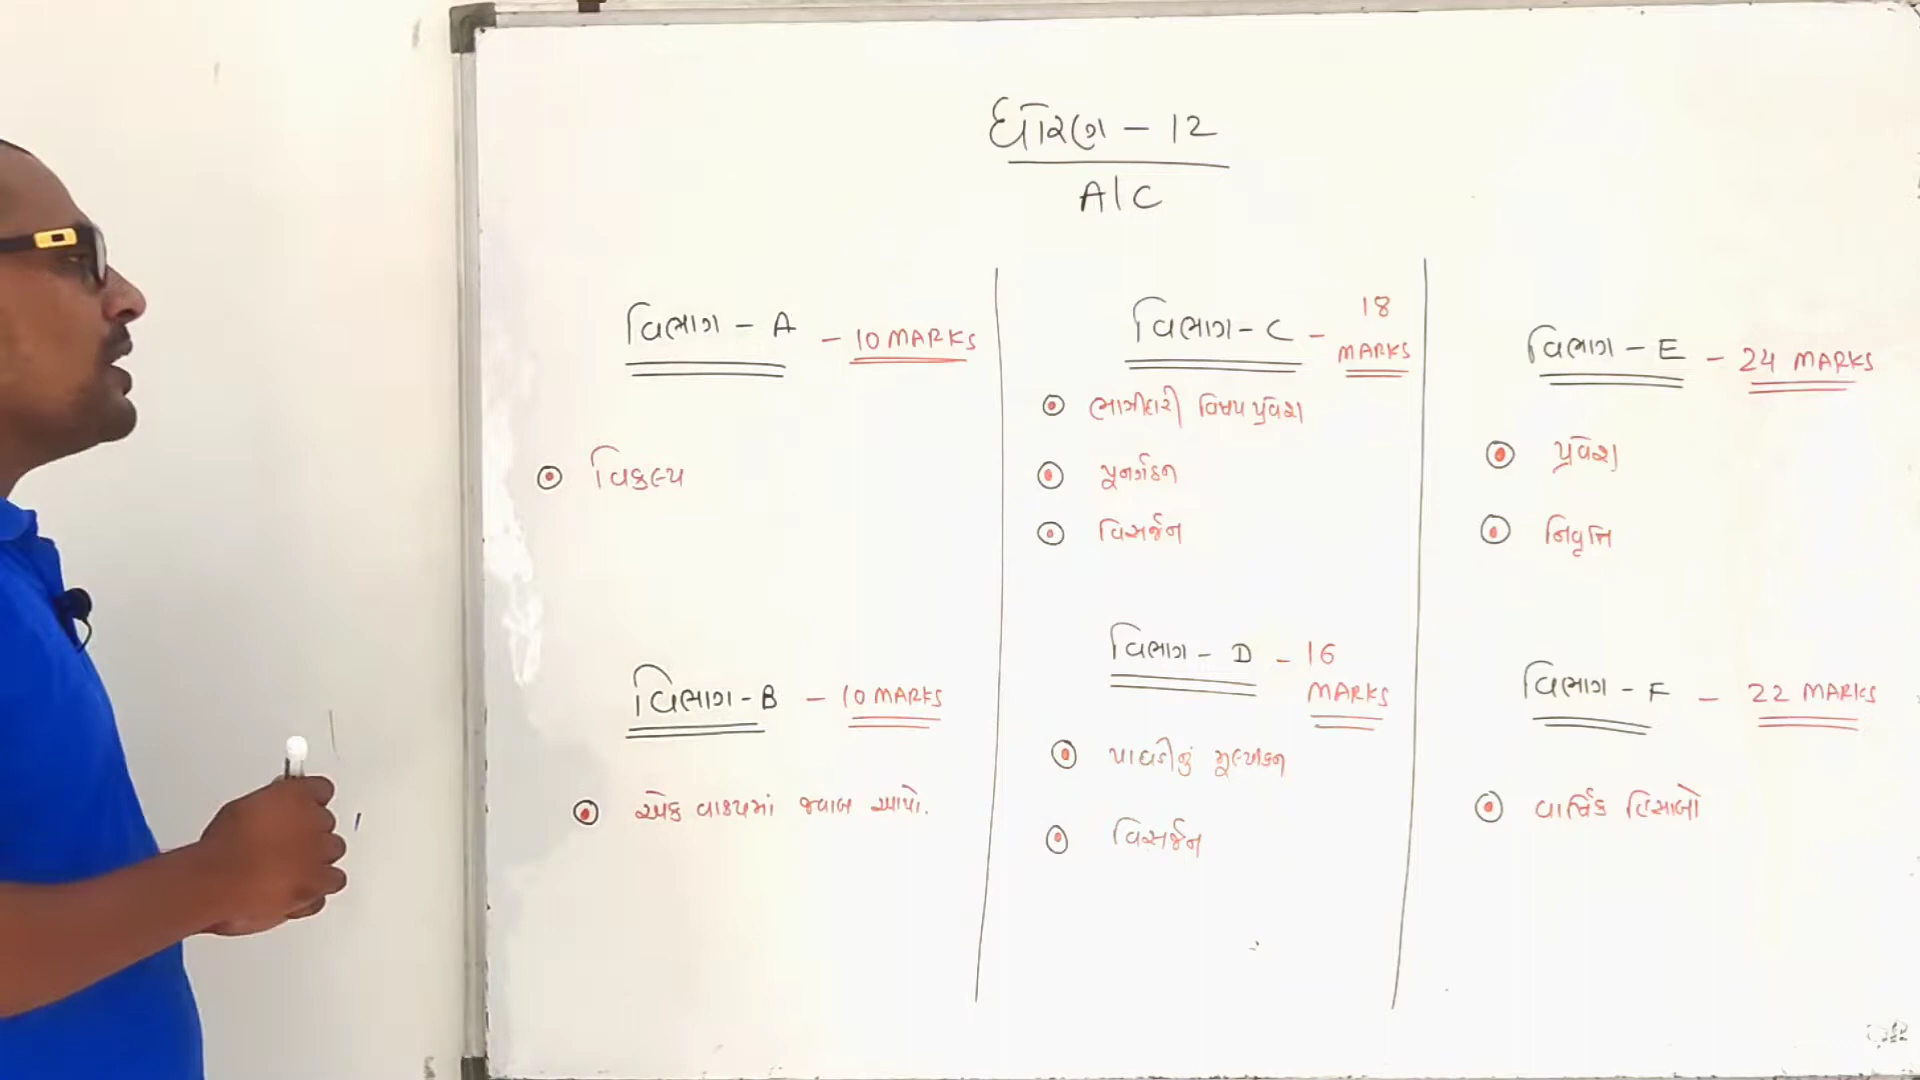 ધોરણ - 12
A/C
વિભાગ - A - 10 MARKS
વિકલ્પ
વિભાગ - B - 10 MARKS
એક વાક્યમાં જવાબ આપો.
વિભાગ - C - 18 MARKS
ભાગીદારી વિષય પ્રવેશ
પૂનર્ગઠન
વિસર્જન
વિભાગ - D - 16 MARKS
પાઘડીનું મૂલ્યાંકન
વિસર્જન
વિભાગ - E - 24 MARKS
પ્રવેશ
નિવૃત્તિ
વિભાગ - F - 22 MARKS
વાર્ષિક હિસાબો